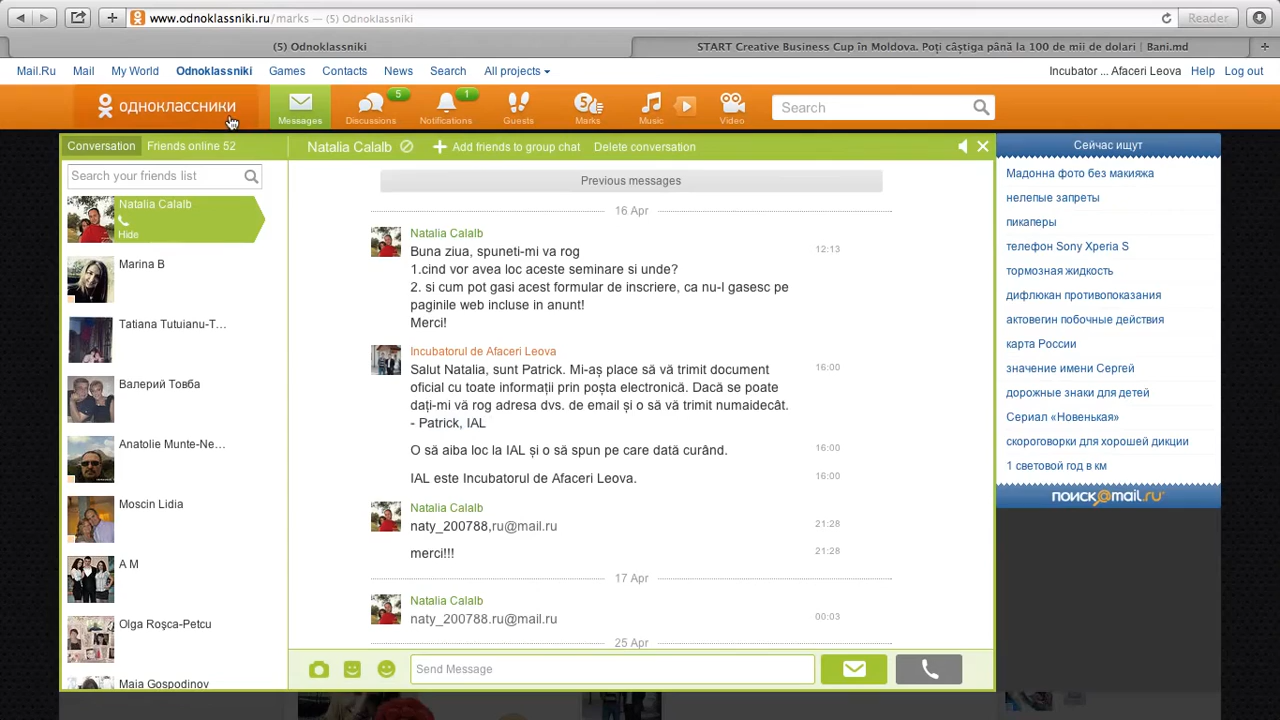 www.odnoklassniki.ru/marks — (5) Odnoklassniki
Reader
(5) Odnoklassniki
START Creative Business Cup în Moldova. Poți câștiga până la 100 de mii de dolari | Bani.md
Mail.Ru Mail My World Odnoklassniki Games Contacts News Search All projects
Incubator ... Afaceri Leova Help Log out
одноклассники
Messages
5
Discussions
1
Notifications
Guests
5
Marks
Music
Video
Search
Conversation Friends online 52
Natalia Calalb
Add friends to group chat
Delete conversation
Search your friends list
Natalia Calalb
Hide
Marina B
Tatiana Tutuianu-T...
Валерий Товба
Anatolie Munte-Ne...
Moscin Lidia
A M
Olga Roșca-Petcu
Maia Gospodinov
Previous messages
16 Apr
Natalia Calalb
Buna ziua, spuneti-mi va rog
12:13
1.cind vor avea loc aceste seminare si unde?
2. si cum pot gasi acest formular de inscriere, ca nu-l gasesc pe
paginile web incluse in anunt!
Merci!
Incubatorul de Afaceri Leova
Salut Natalia, sunt Patrick. Mi-aș place să vă trimit document
16:00
oficial cu toate informații prin poșta electronică. Dacă se poate
dați-mi vă rog adresa dvs. de email și o să vă trimit numaidecât.
- Patrick, IAL
O să aiba loc la IAL și o să spun pe care dată curând.
16:00
IAL este Incubatorul de Afaceri Leova.
16:00
Natalia Calalb
naty_200788,ru@mail.ru
21:28
merci!!!
21:28
17 Apr
Natalia Calalb
naty_200788.ru@mail.ru
00:03
25 Apr
Send Message
Сейчас ищут
Мадонна фото без макияжа
нелепые запреты
пикаперы
телефон Sony Xperia S
тормозная жидкость
дифлюкан противопоказания
актовегин побочные действия
карта России
значение имени Сергей
дорожные знаки для детей
Сериал «Новенькая»
скороговорки для хорошей дикции
1 световой год в км
поиск@mail.ru